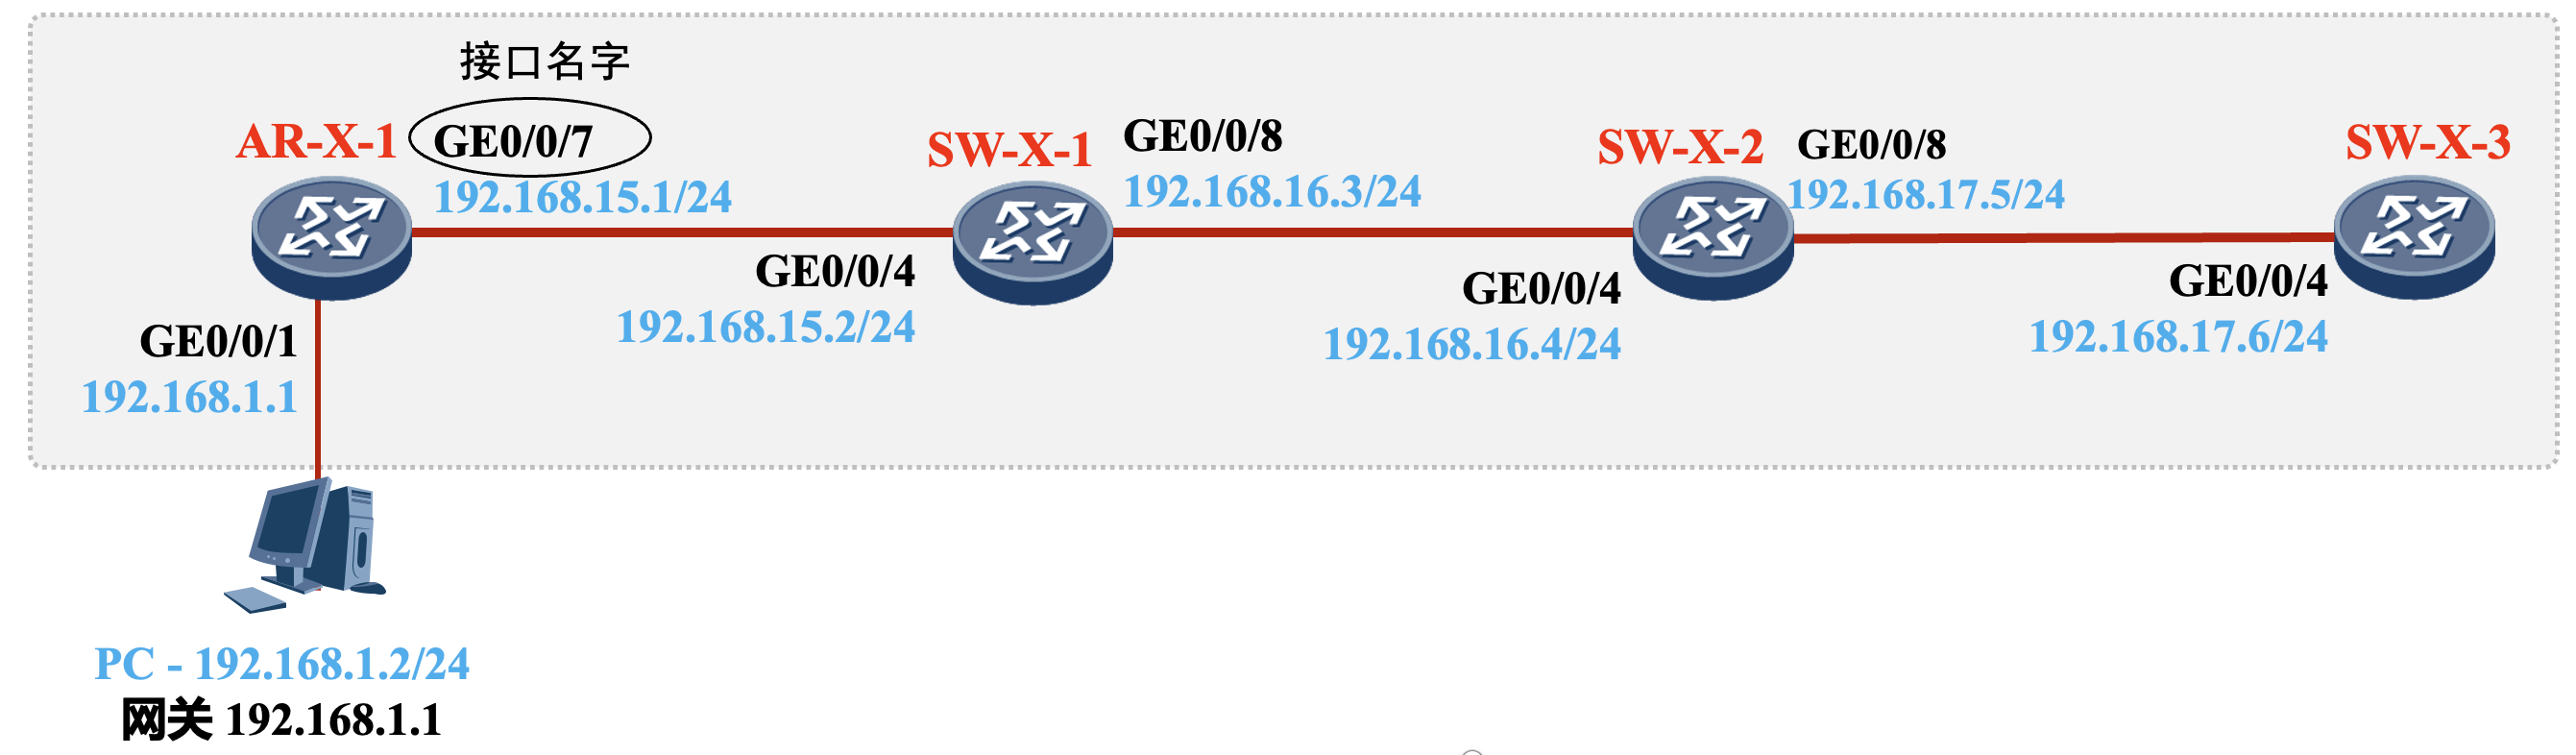 接口名字
AR-X-1
GE0/0/7
192.168.15.1/24
SW-X-1
GE0/0/8
192.168.16.3/24
SW-X-2
GE0/0/8
192.168.17.5/24
SW-X-3
GE0/0/4
192.168.15.2/24
GE0/0/4
192.168.16.4/24
GE0/0/4
192.168.17.6/24
GE0/0/1
192.168.1.1
PC - 192.168.1.2/24
网关 192.168.1.1